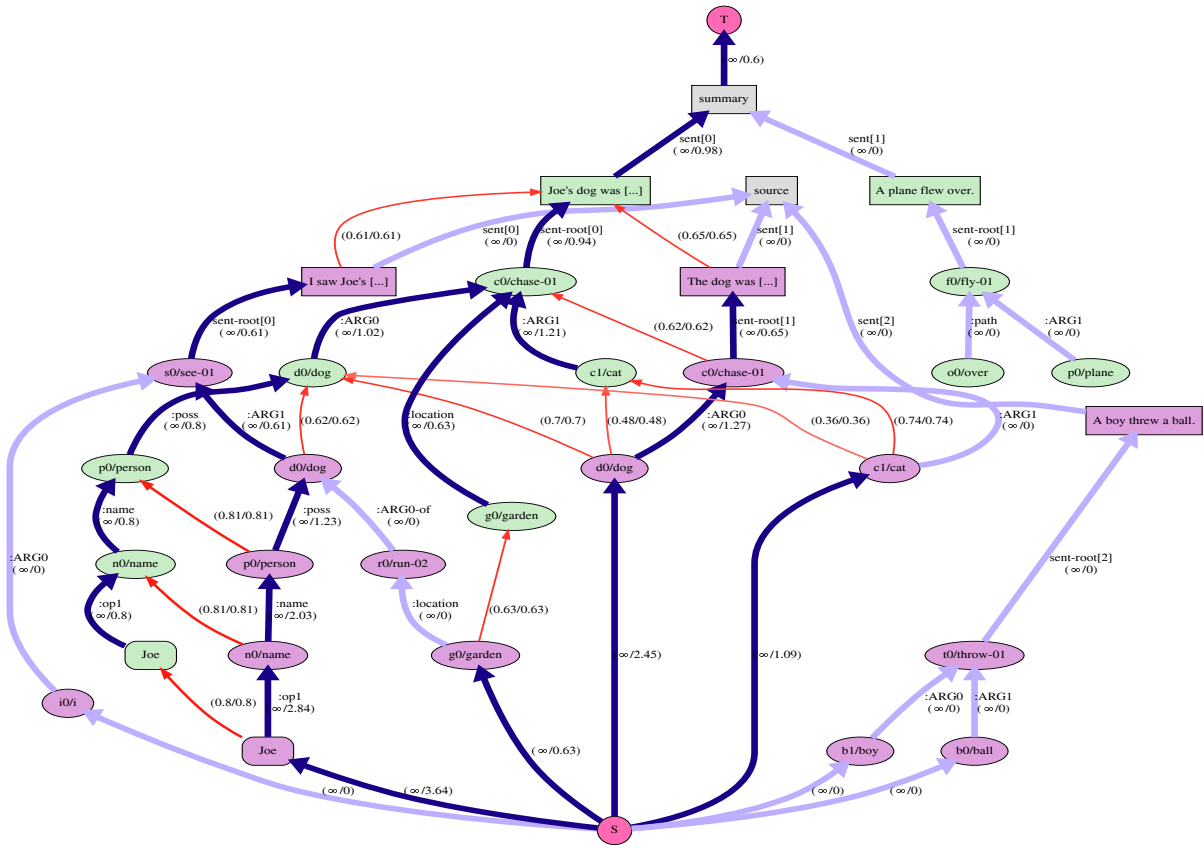 T
(∞/0.6)
summary
sent[0]
(∞/0.98)
sent[1]
(∞/0)
Joe's dog was [...]
source
A plane flew over.
(0.61/0.61)
sent[0]
(∞/0)
sent-root[0]
(∞/0.94)
(0.65/0.65)
sent[1]
(∞/0)
sent-root[1]
(∞/0)
I saw Joe's [...]
c0/chase-01
The dog was [...]
f0/fly-01
sent-root[0]
(∞/0.61)
:ARG0
(∞/1.02)
:ARG1
(∞/1.21)
(0.62/0.62)
sent-root[1]
(∞/0.65)
sent[2]
(∞/0)
:path
(∞/0)
:ARG1
(∞/0)
s0/see-01
d0/dog
c1/cat
c0/chase-01
o0/over
p0/plane
:poss
(∞/0.8)
:ARG1
(∞/0.61)
(0.62/0.62)
:location
(∞/0.63)
(0.7/0.7)
(0.48/0.48)
:ARG0
(∞/1.27)
(0.36/0.36)
(0.74/0.74)
:ARG1
(∞/0)
A boy threw a ball.
p0/person
d0/dog
d0/dog
c1/cat
:name
(∞/0.8)
(0.81/0.81)
:poss
(∞/1.23)
:ARG0-of
(∞/0)
g0/garden
:ARG0
(∞/0)
n0/name
p0/person
r0/run-02
sent-root[2]
(∞/0)
:op1
(∞/0.8)
(0.81/0.81)
:name
(∞/2.03)
:location
(∞/0)
(0.63/0.63)
Joe
n0/name
g0/garden
(∞/2.45)
(∞/1.09)
t0/throw-01
i0/i
(0.8/0.8)
:op1
(∞/2.84)
:ARG0
(∞/0)
:ARG1
(∞/0)
Joe
(∞/0.63)
b1/boy
b0/ball
(∞/0)
(∞/3.64)
(∞/0)
(∞/0)
S